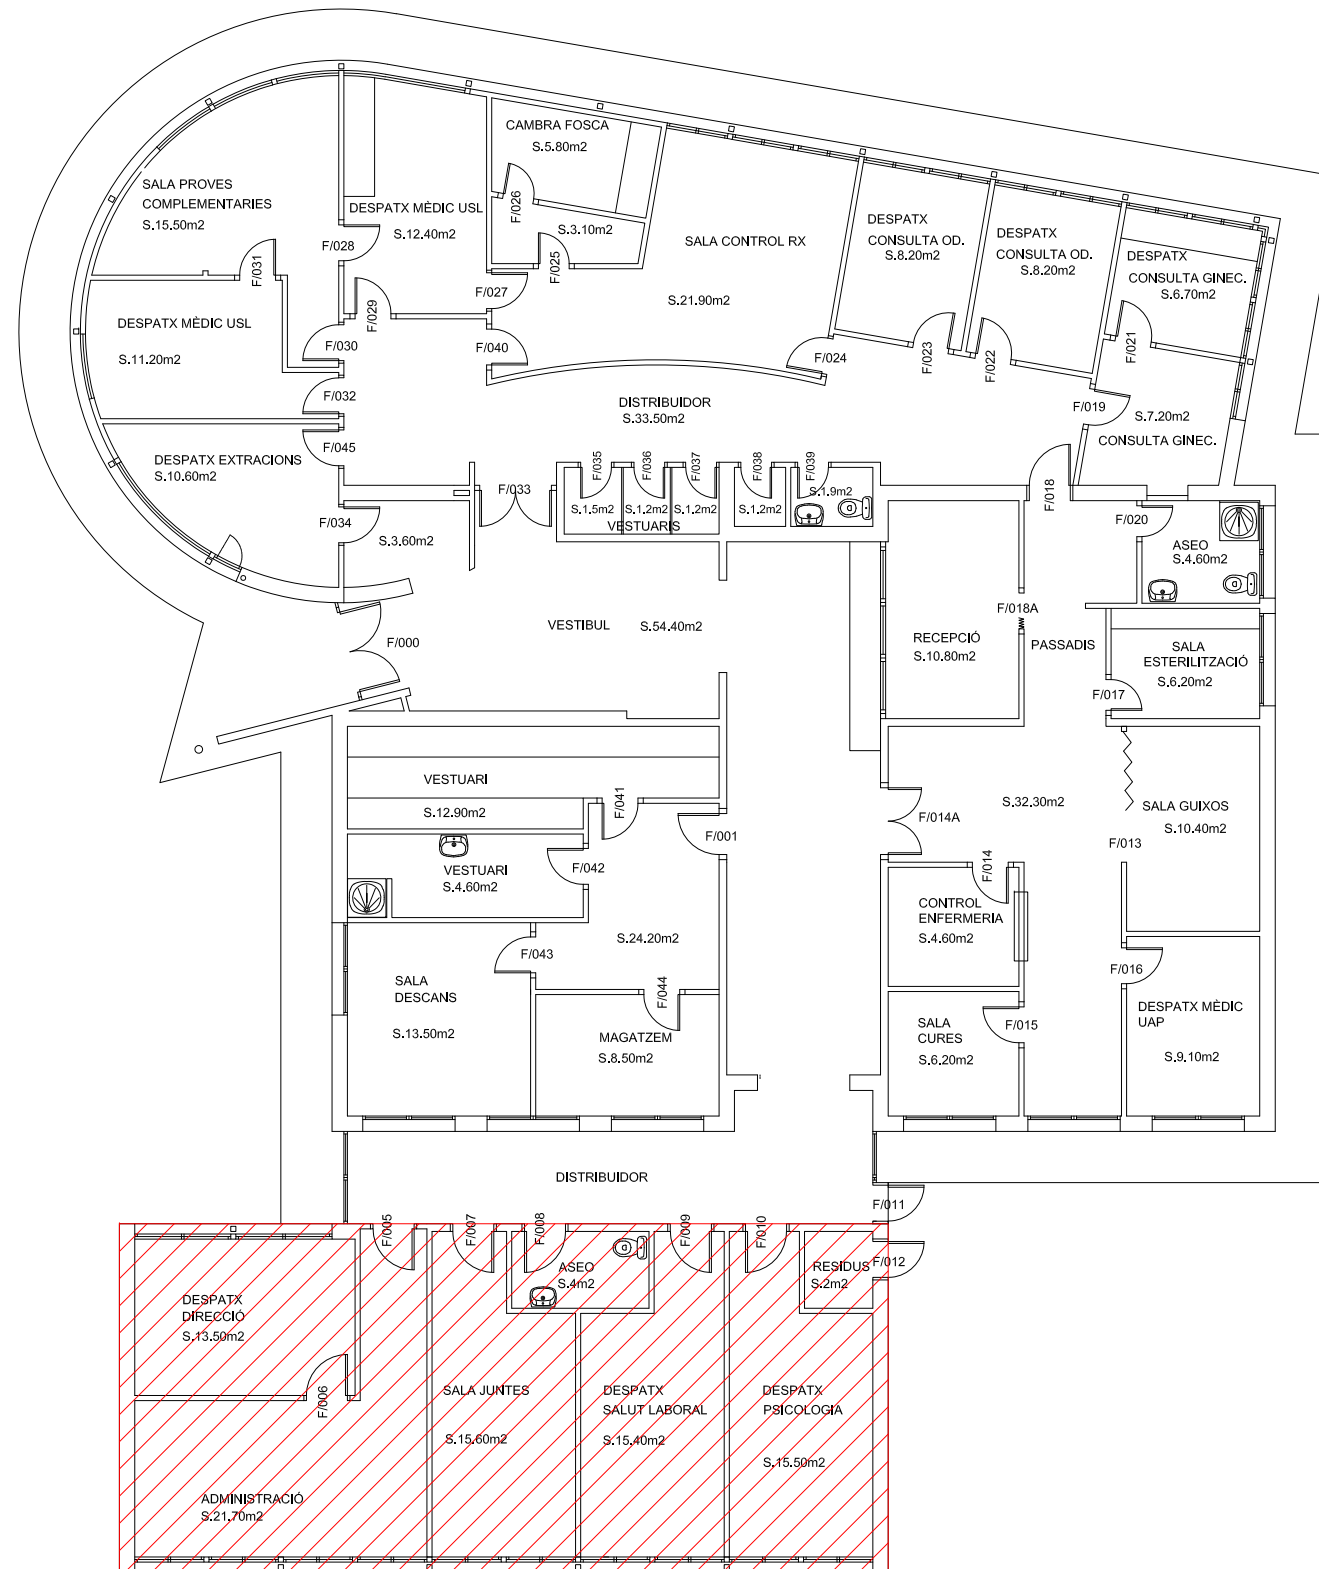 CAMBRA FOSCA
S.5.80m2
F/026
SALA PROVES
COMPLEMENTARIES
S.15.50m2
DESPATX MÈDIC USL
S.12.40m2
F/028
F/031
S.3.10m2
F/025
SALA CONTROL RX
S.21.90m2
DESPATX
CONSULTA OD.
S.8.20m2
DESPATX
CONSULTA OD.
S.8.20m2
DESPATX
CONSULTA GINEC.
S.6.70m2
F/027
F/029
DESPATX MÈDIC USL
S.11.20m2
F/030
F/040
F/024
F/023
F/022
F/021
F/032
DISTRIBUIDOR
S.33.50m2
F/019
S.7.20m2
CONSULTA GINEC.
F/045
DESPATX EXTRACIONS
S.10.60m2
F/033
F/035
F/036
F/037
F/038
F/039
F/018
S.1.5m2
S.1.2m2
S.1.2m2
S.1.2m2
S.1.9m2
VESTUARIS
F/034
S.3.60m2
F/020
ASEO
S.4.60m2
F/000
VESTIBUL
S.54.40m2
F/018A
RECEPCIÓ
S.10.80m2
PASSADIS
SALA
ESTERILITZACIÓ
S.6.20m2
F/017
VESTUARI
S.12.90m2
F/041
F/001
S.32.30m2
F/014A
SALA GUIXOS
S.10.40m2
F/013
F/014
VESTUARI
S.4.60m2
F/042
CONTROL
ENFERMERIA
S.4.60m2
S.24.20m2
F/043
F/044
SALA
DESCANS
S.13.50m2
F/016
DESPATX MÈDIC
UAP
S.9.10m2
MAGATZEM
S.8.50m2
SALA
CURES
S.6.20m2
F/015
DISTRIBUIDOR
F/011
F/005
F/007
F/008
F/009
F/010
F/012
ASEO
S.4m2
RESIDUS
S.2m2
DESPATX
DIRECCIÓ
S.13.50m2
F/006
SALA JUNTES
S.15.60m2
DESPATX
SALUT LABORAL
S.15.40m2
DESPATX
PSICOLOGIA
S.15.50m2
ADMINISTRACIÓ
S.21.70m2